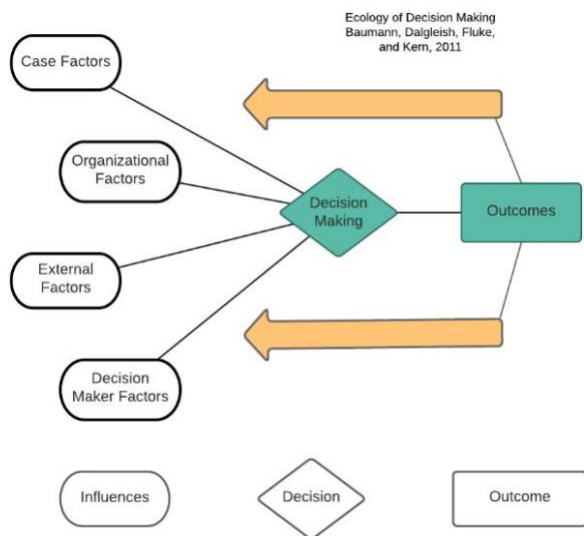 Ecology of Decision Making
Baumann, Dalgleish, Fluke,
and Kern, 2011
Case Factors
Organizational
Factors
Decision
Making
Outcomes
External
Factors
Decision
Maker Factors
Influences
Decision
Outcome